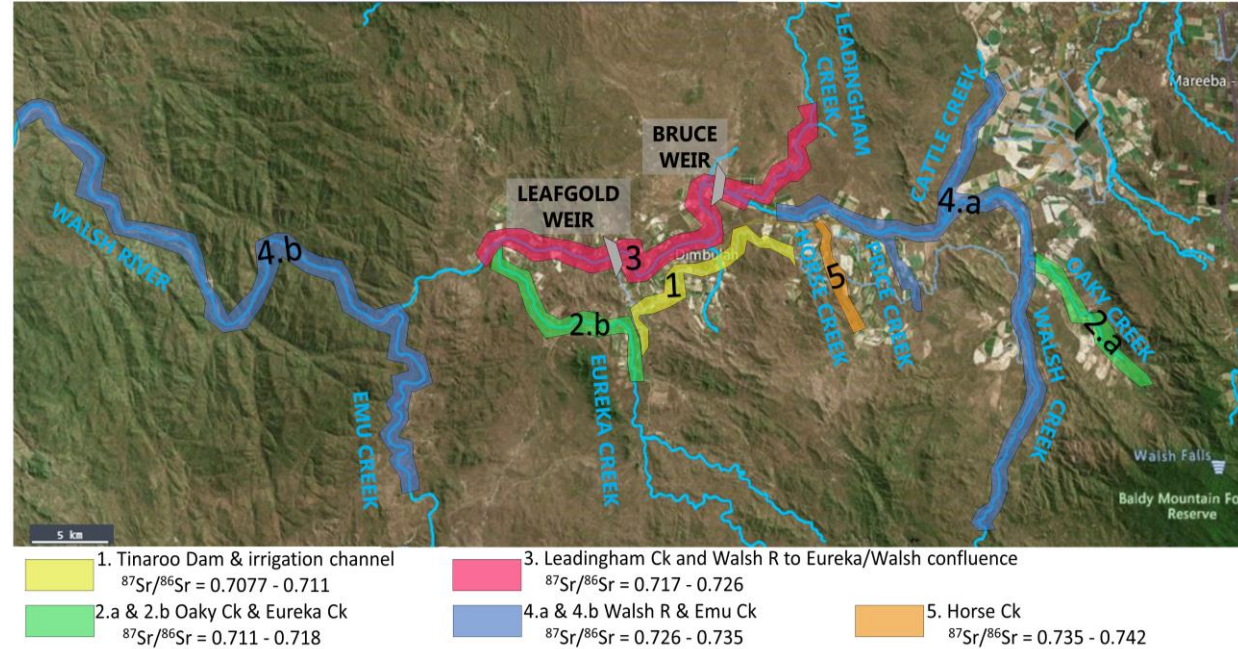 Mareeba
LEADINGHAM
CREEK
CATTLE CREEK
BRUCE
WEIR
LEAFGOLD
WEIR
WALSH RIVER
4.b
4.a
3
Dimbulah
1
5
HORSE CREEK
PRICE CREEK
OAKY CREEK
2.a
2.b
EMU CREEK
EUREKA CREEK
WALSH
CREEK
Walsh Falls
Baldy Mountain Fo
Reserve
5 km
1. Tinaroo Dam & irrigation channel
⁸⁷Sr/⁸⁶Sr = 0.7077 - 0.711
3. Leadingham Ck and Walsh R to Eureka/Walsh confluence
⁸⁷Sr/⁸⁶Sr = 0.717 - 0.726
2.a & 2.b Oaky Ck & Eureka Ck
⁸⁷Sr/⁸⁶Sr = 0.711 - 0.718
4.a & 4.b Walsh R & Emu Ck
⁸⁷Sr/⁸⁶Sr = 0.726 - 0.735
5. Horse Ck
⁸⁷Sr/⁸⁶Sr = 0.735 - 0.742